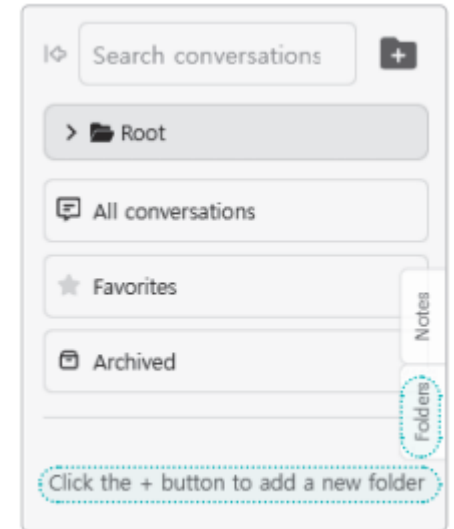 Search conversations
Root
All conversations
Favorites
Notes
Archived
Folders
Click the + button to add a new folder